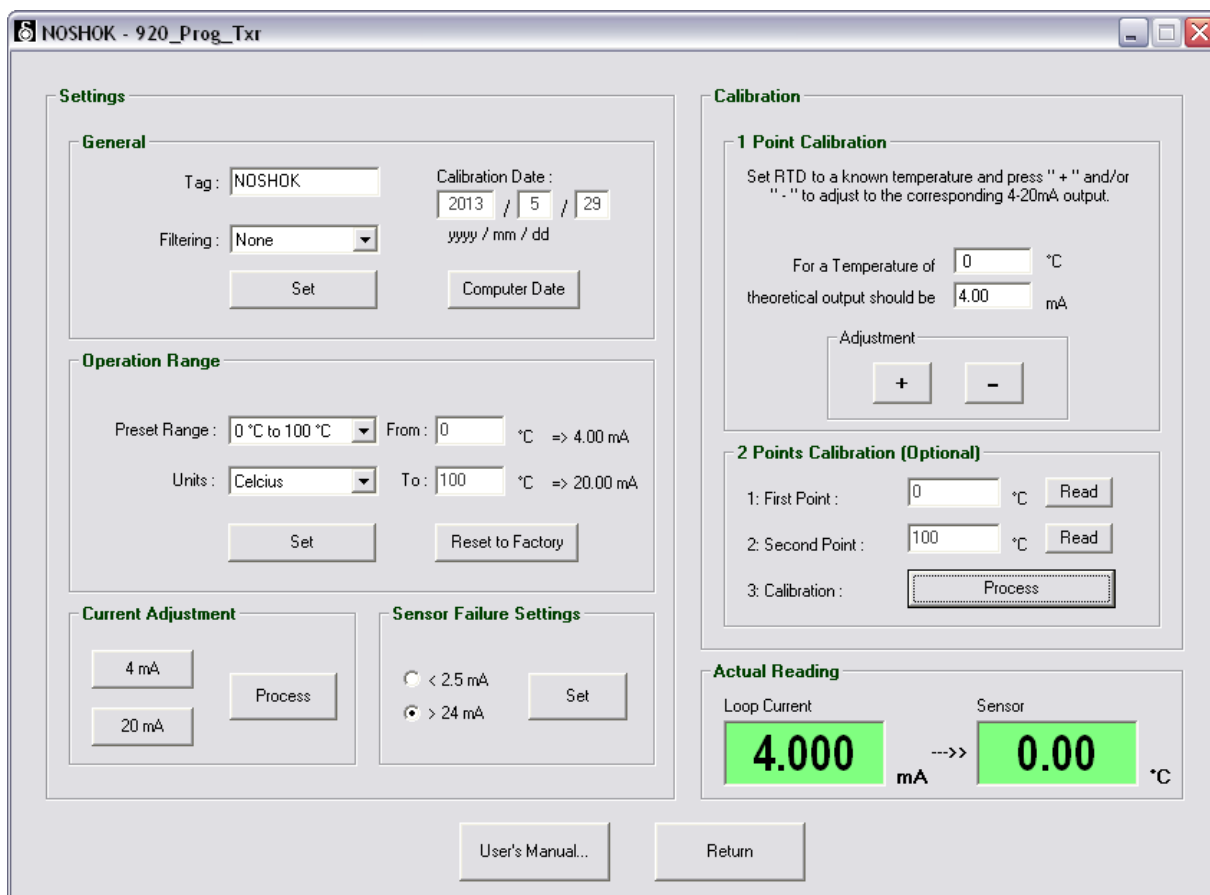 NOSHOK - 920_Prog_Txr
Settings
General
Tag : NOSHOK
Filtering : None
Set
Calibration Date :
2013 / 5 / 29
yyyy / mm / dd
Computer Date
Operation Range
Preset Range : 0 °C to 100 °C From : 0 °C => 4.00 mA
Units : Celcius To : 100 °C => 20.00 mA
Set Reset to Factory
Current Adjustment
4 mA
20 mA
Process
Sensor Failure Settings
< 2.5 mA
> 24 mA
Set
Calibration
1 Point Calibration
Set RTD to a known temperature and press " + " and/or
" - " to adjust to the corresponding 4-20mA output.
For a Temperature of 0 °C
theoretical output should be 4.00 mA
Adjustment
+ -
2 Points Calibration (Optional)
1: First Point : 0 °C Read
2: Second Point : 100 °C Read
3: Calibration : Process
Actual Reading
Loop Current Sensor
4.000 mA --->> 0.00 °C
User's Manual... Return